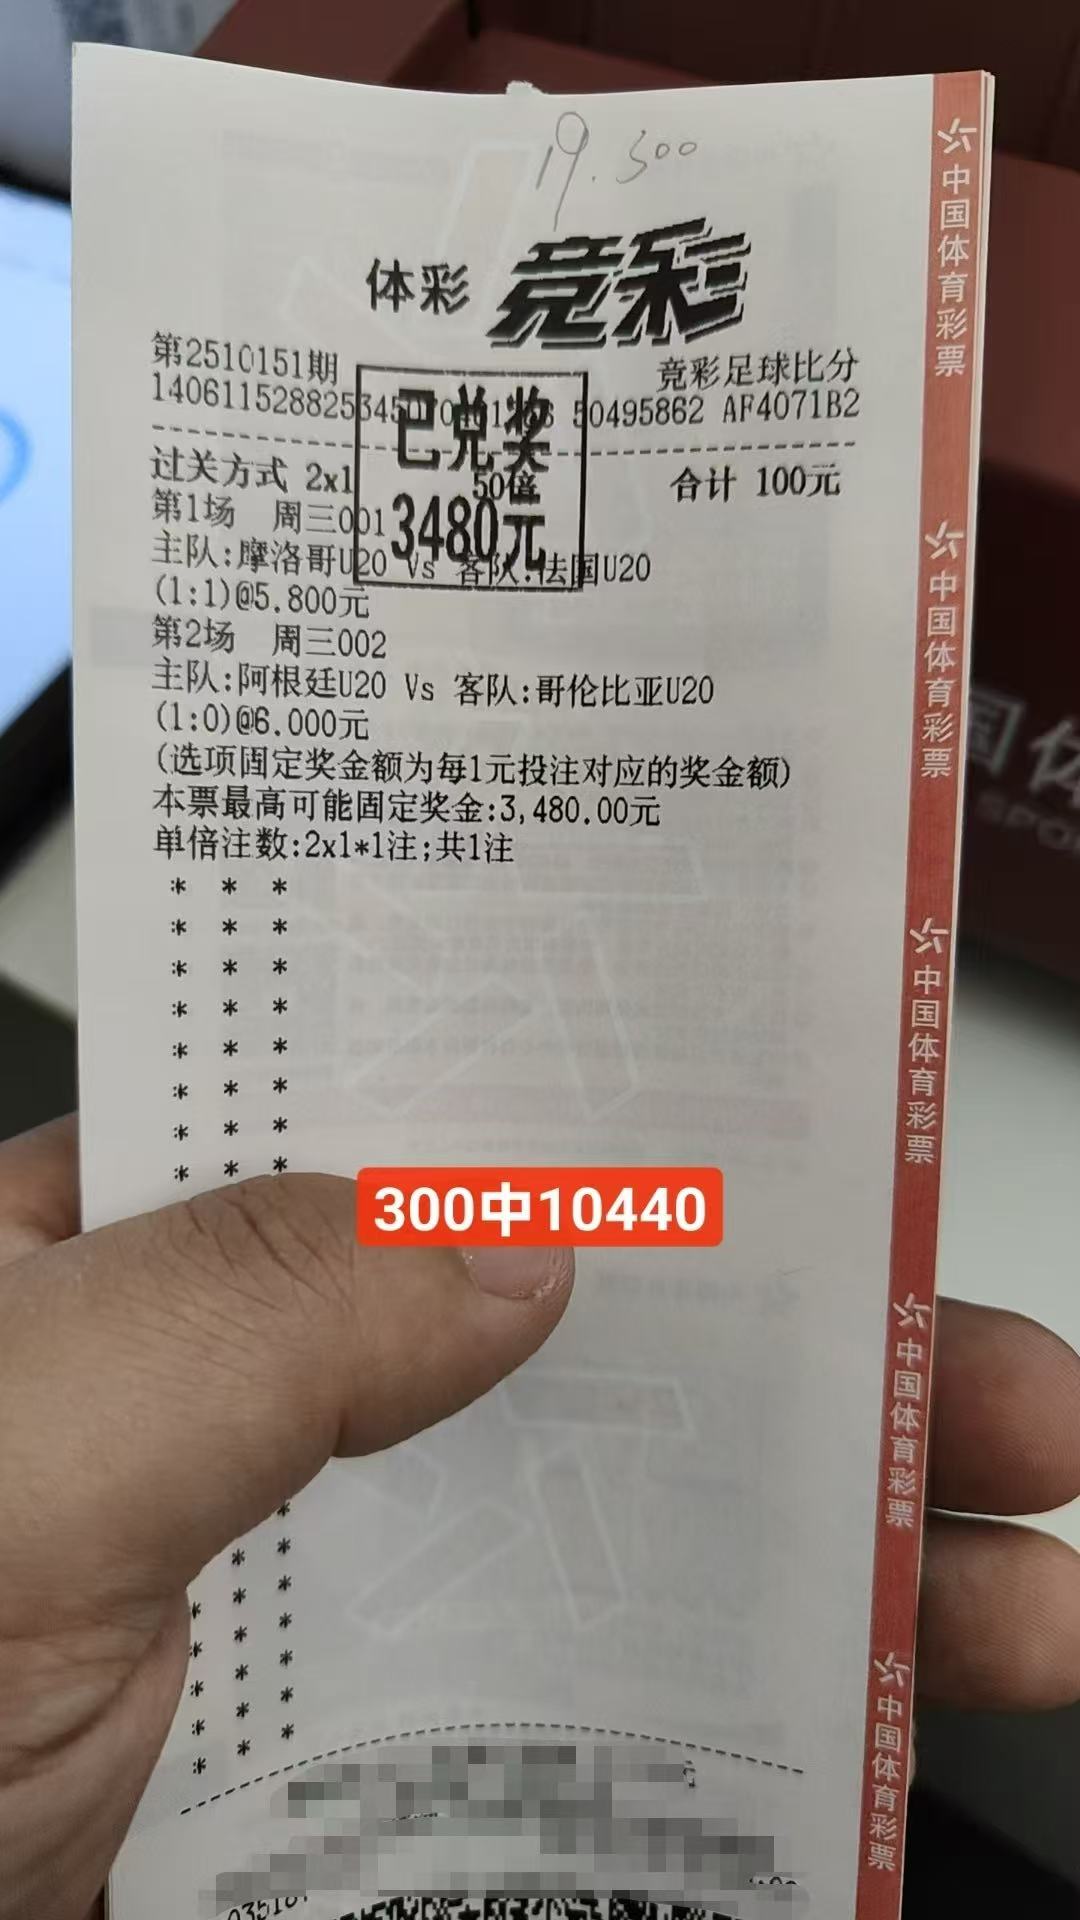 19.300
体彩 竞彩
第2510151期
竞彩足球比分
50495862 AF4071B2
已兑奖
3480元
过关方式 2x1
50倍
合计 100元
第1场 周三001
主队:摩洛哥U20 Vs 客队:法国U20
(1:1)@5.800元
第2场 周三002
主队:阿根廷U20 Vs 客队:哥伦比亚U20
(1:0)@6.000元
(选项固定奖金额为每1元投注对应的奖金额)
本票最高可能固定奖金:3,480.00元
单倍注数:2x1*1注;共1注
* * *
* * *
* * *
* * *
* * *
* * *
* * *
* * *
300中10440
中国体育彩票
中国体育彩票
中国体育彩票
中国体育彩票
中国体育彩票